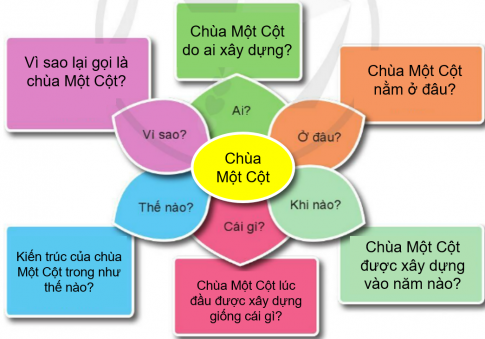 Chùa Một Cột
do ai xây dựng?
Vì sao lại gọi là
chùa Một Cột?
Chùa Một Cột
nằm ở đâu?
Ai?
Vì sao?
Ở đâu?
Chùa
Một Cột
Thế nào?
Khi nào?
Cái gì?
Kiến trúc của chùa
Một Cột trong như
thế nào?
Chùa Một Cột lúc
đầu được xây dựng
giống cái gì?
Chùa Một Cột
được xây dựng
vào năm nào?